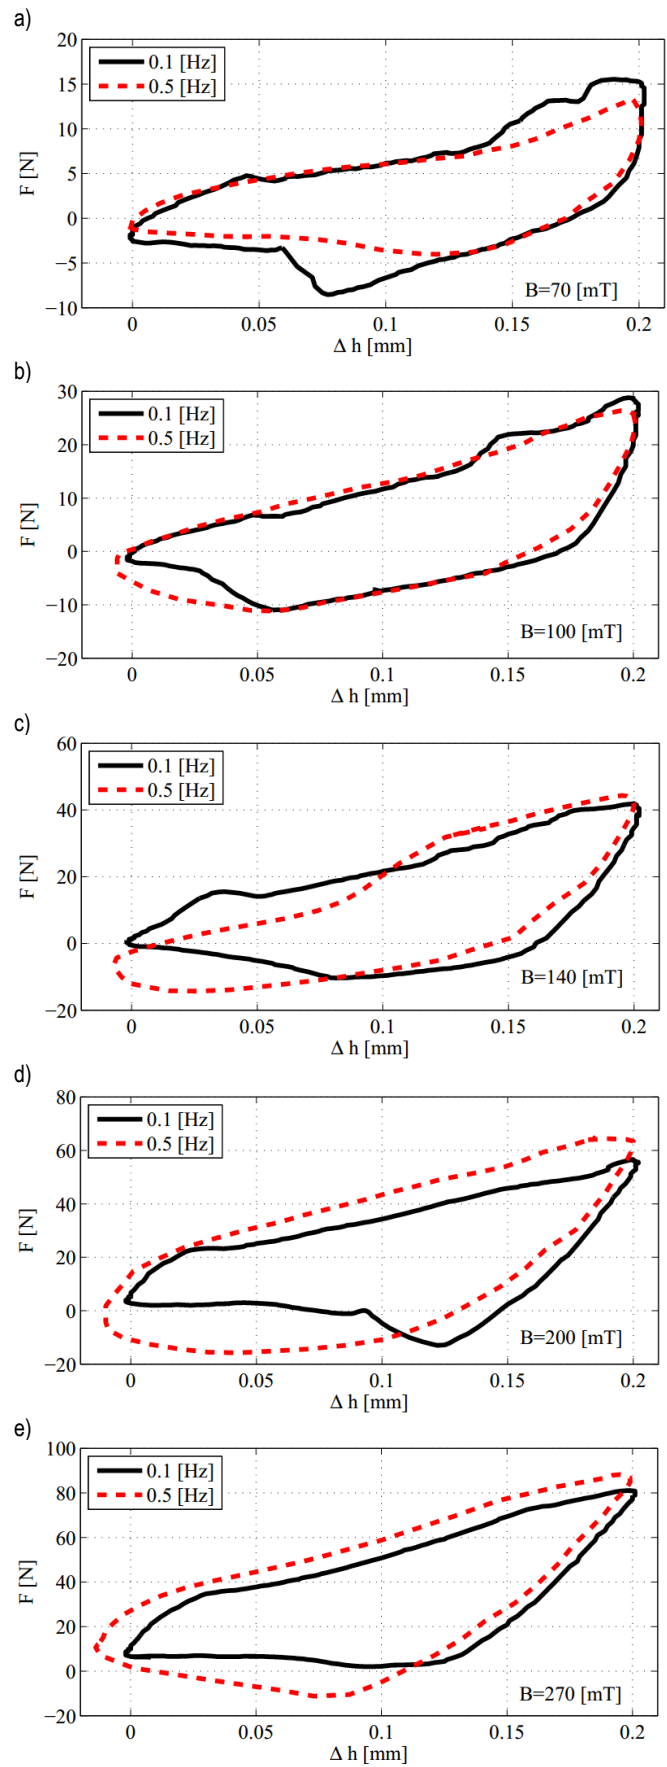 a)
20
15
10
5
0
−5
−10
F [N]
0.1 [Hz]
0.5 [Hz]
B=70 [mT]
0 0.05 0.1 0.15 0.2
Δ h [mm]
b)
30
20
10
0
−10
−20
F [N]
0.1 [Hz]
0.5 [Hz]
B=100 [mT]
0 0.05 0.1 0.15 0.2
Δ h [mm]
c)
60
40
20
0
−20
F [N]
0.1 [Hz]
0.5 [Hz]
B=140 [mT]
0 0.05 0.1 0.15 0.2
Δ h [mm]
d)
80
60
40
20
0
−20
F [N]
0.1 [Hz]
0.5 [Hz]
B=200 [mT]
0 0.05 0.1 0.15 0.2
Δ h [mm]
e)
100
80
60
40
20
0
−20
F [N]
0.1 [Hz]
0.5 [Hz]
B=270 [mT]
0 0.05 0.1 0.15 0.2
Δ h [mm]